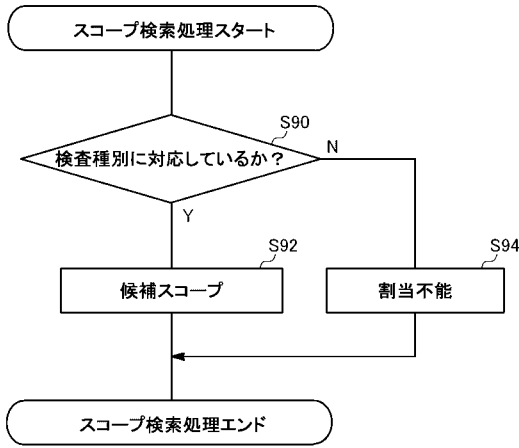 スコープ検索処理スタート
S90
検査種別に対応しているか？
N
Y
S92
S94
候補スコープ
割当不能
スコープ検索処理エンド